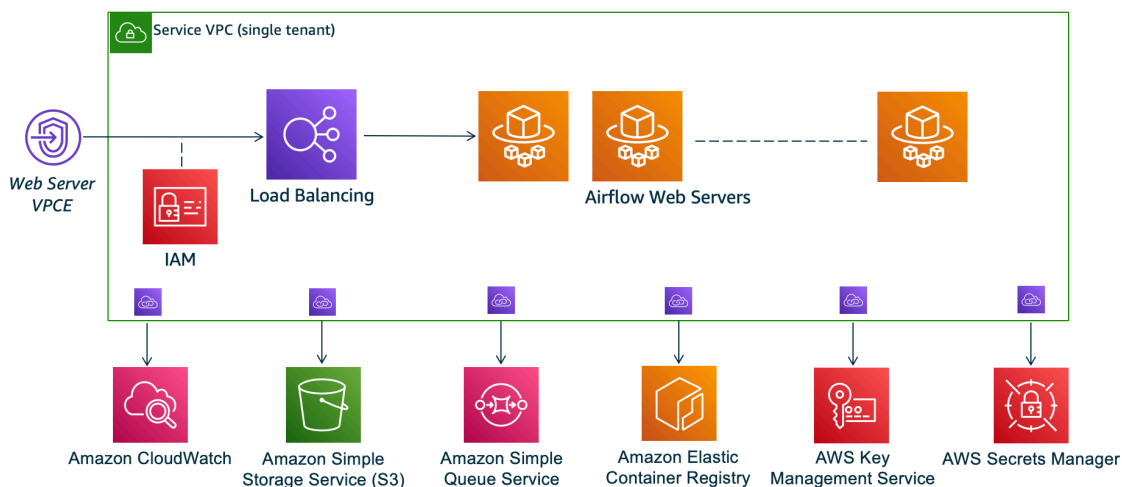 Service VPC (single tenant)
Web Server
VPCE
Load Balancing
Airflow Web Servers
IAM
Amazon CloudWatch
Amazon Simple
Storage Service (S3)
Amazon Simple
Queue Service
Amazon Elastic
Container Registry
AWS Key
Management Service
AWS Secrets Manager